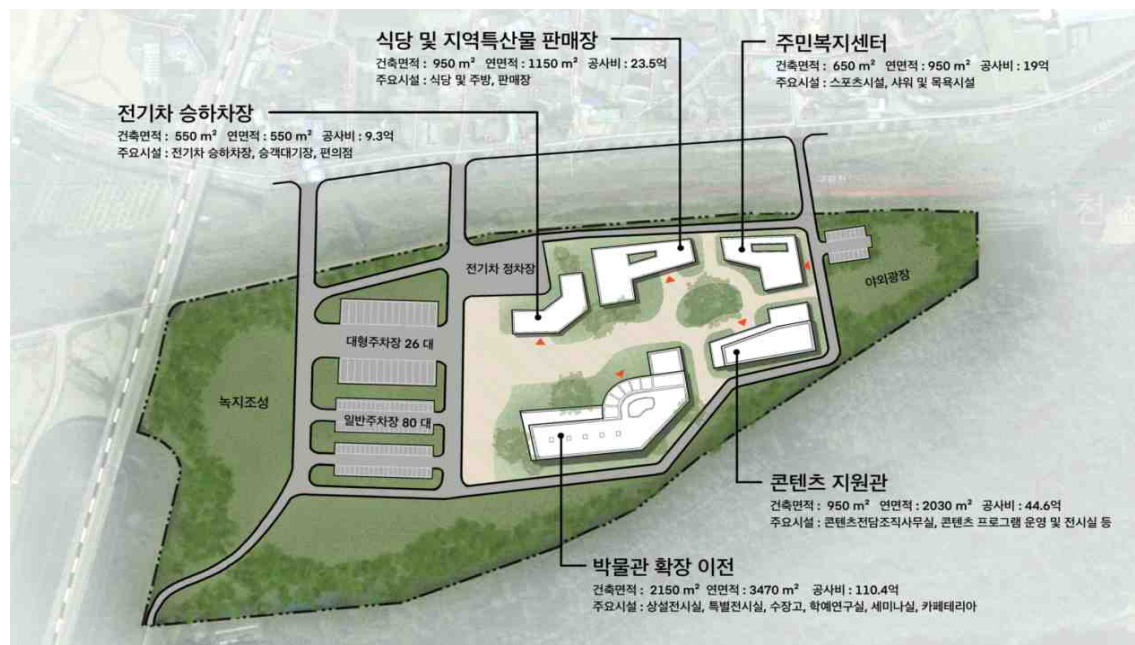 식당 및 지역특산물 판매장
건축면적 : 950 m² 연면적 : 1150 m² 공사비 : 23.5억
주요시설 : 식당 및 주방, 판매장
주민복지센터
건축면적 : 650 m² 연면적 : 950 m² 공사비 : 19억
주요시설 : 스포츠시설, 샤워 및 목욕시설
전기차 승하차장
건축면적 : 550 m² 연면적 : 550 m² 공사비 : 9.3억
주요시설 : 전기차 승하차장, 승객대기장, 편의점
전기차 정차장
야외광장
대형주차장 26 대
녹지조성
일반주차장 80 대
콘텐츠 지원관
건축면적 : 950 m² 연면적 : 2030 m² 공사비 : 44.6억
주요시설 : 콘텐츠전담조직사무실, 콘텐츠 프로그램 운영 및 전시실 등
박물관 확장 이전
건축면적 : 2150 m² 연면적 : 3470 m² 공사비 : 110.4억
주요시설 : 상설전시실, 특별전시실, 수장고, 학예연구실, 세미나실, 카페테리아